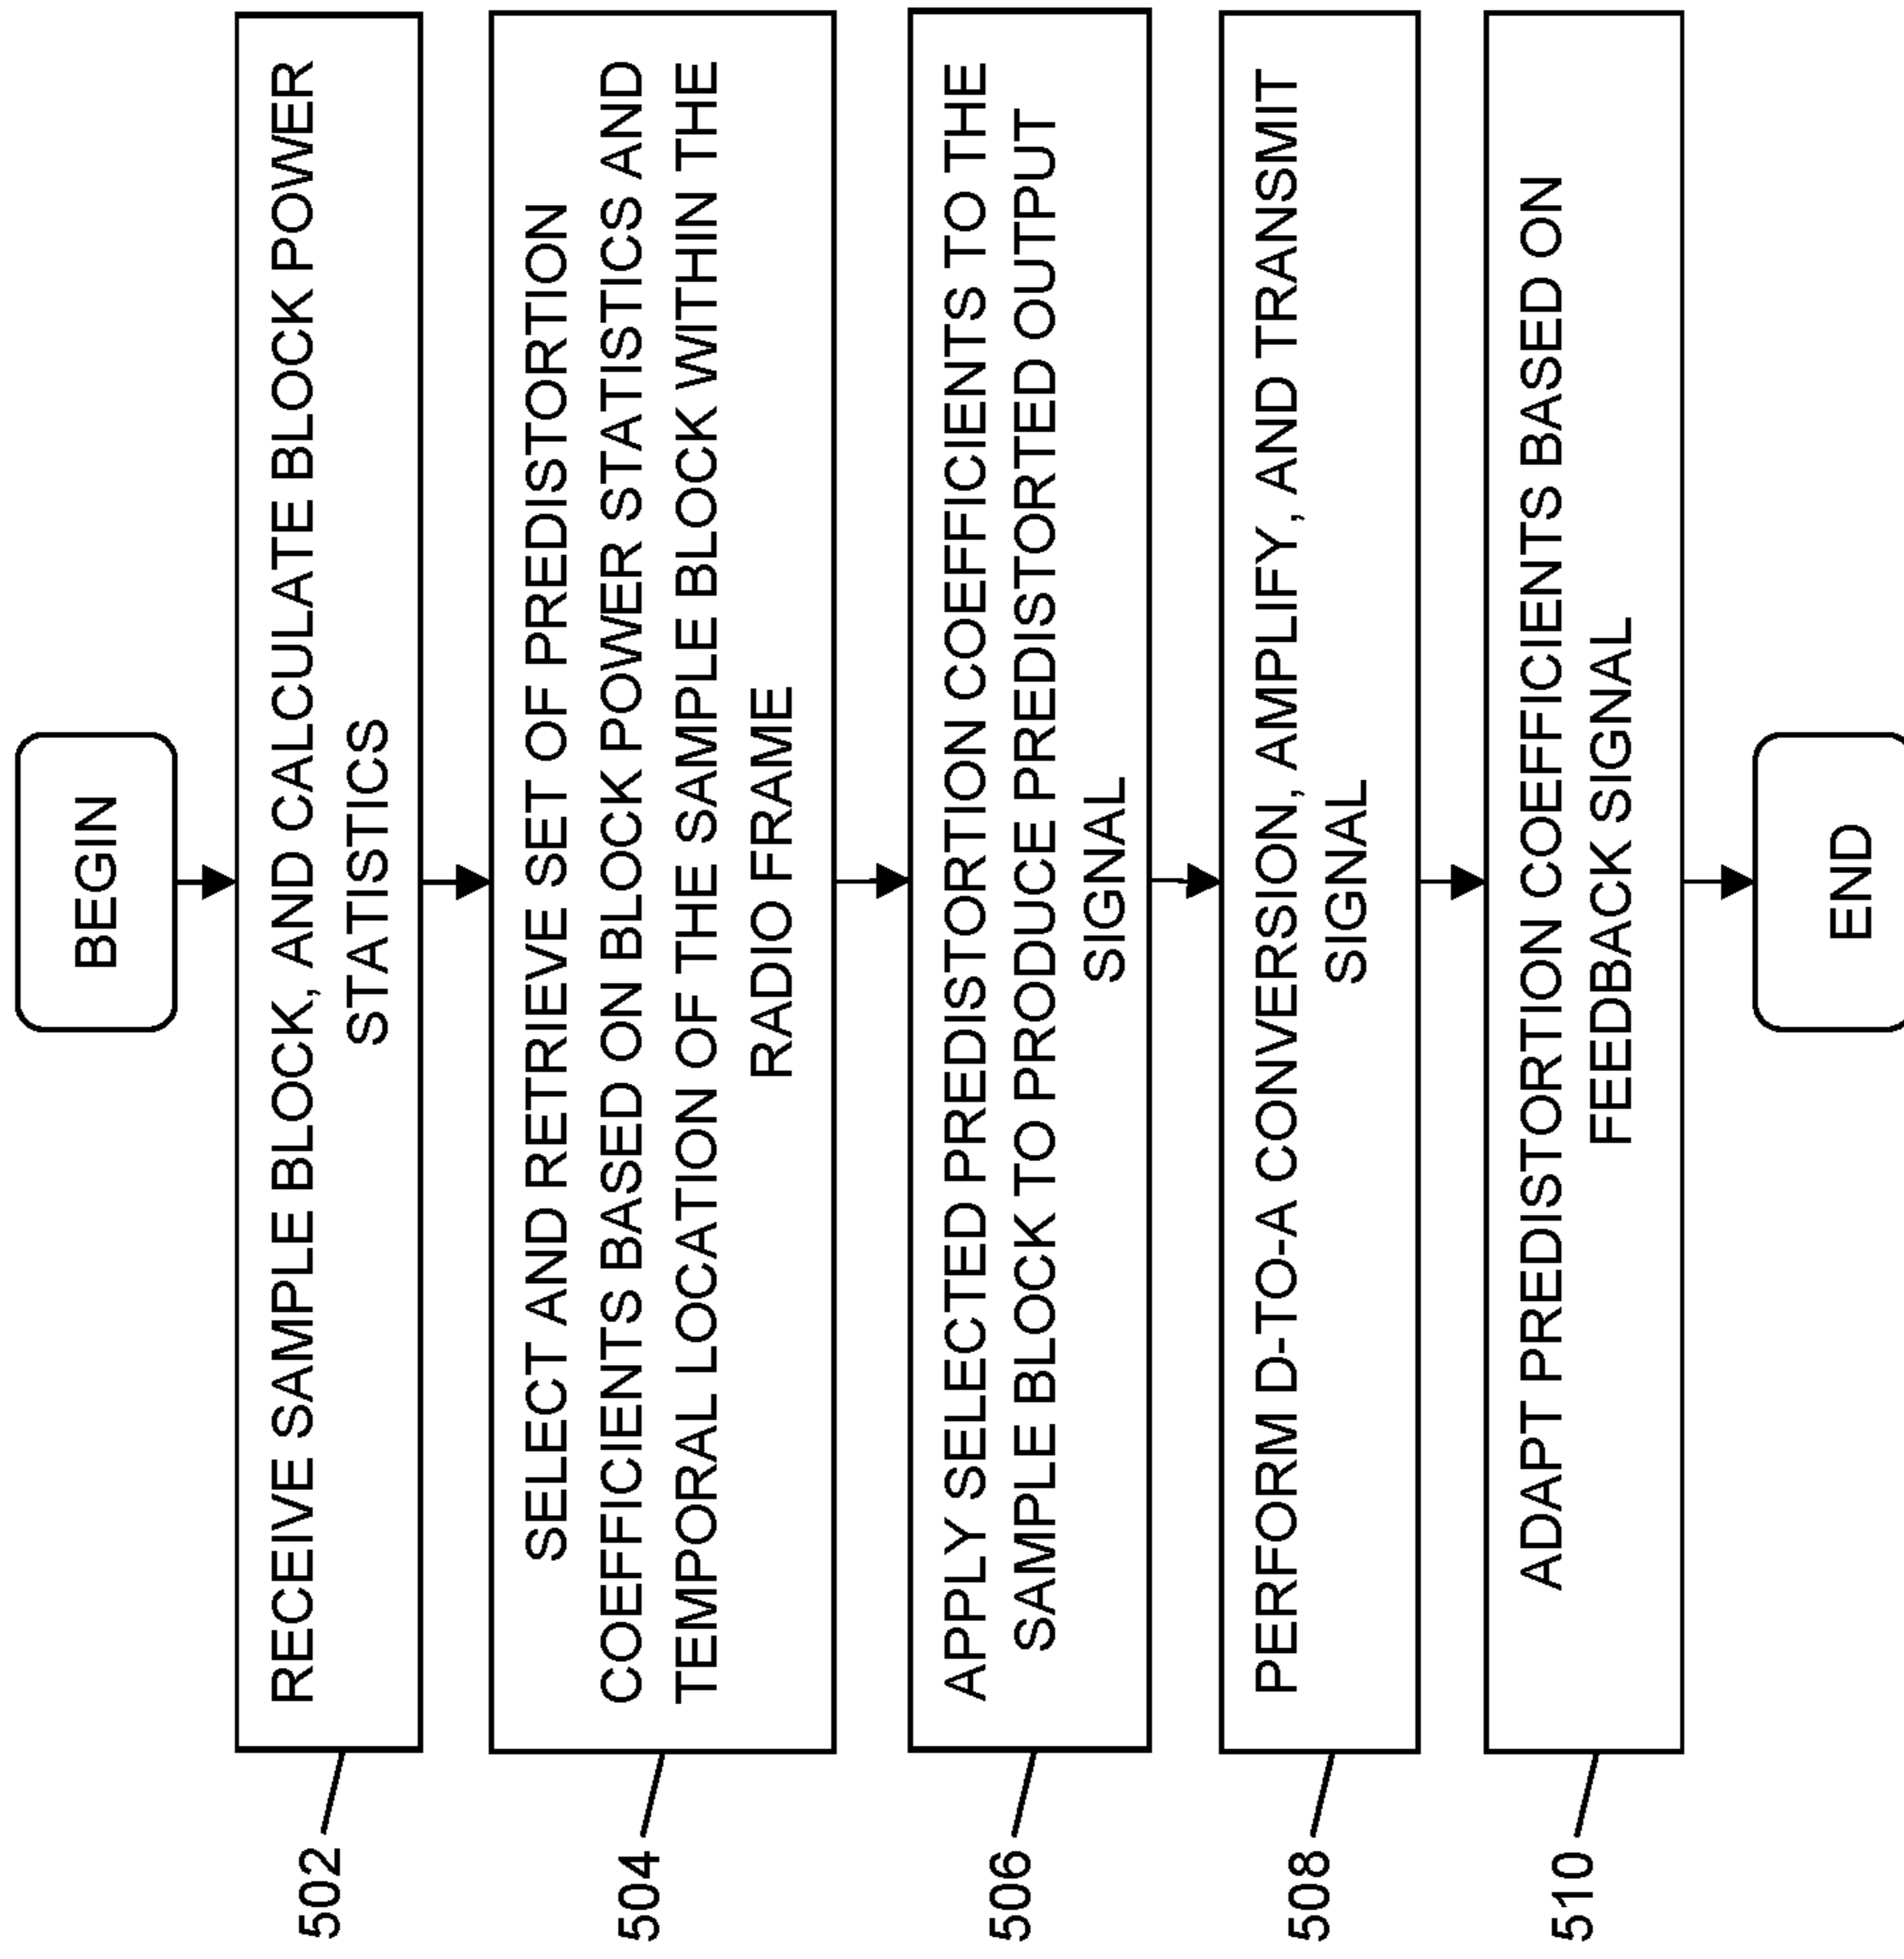 BEGIN
502
RECEIVE SAMPLE BLOCK, AND CALCULATE BLOCK POWER
STATISTICS
504
SELECT AND RETRIEVE SET OF PREDISTORTION
COEFFICIENTS BASED ON BLOCK POWER STATISTICS AND
TEMPORAL LOCATION OF THE SAMPLE BLOCK WITHIN THE
RADIO FRAME
506
APPLY SELECTED PREDISTORTION COEFFICIENTS TO THE
SAMPLE BLOCK TO PRODUCE PREDISTORTED OUTPUT
SIGNAL
508
PERFORM D-TO-A CONVERSION, AMPLIFY, AND TRANSMIT
SIGNAL
510
ADAPT PREDISTORTION COEFFICIENTS BASED ON
FEEDBACK SIGNAL
END